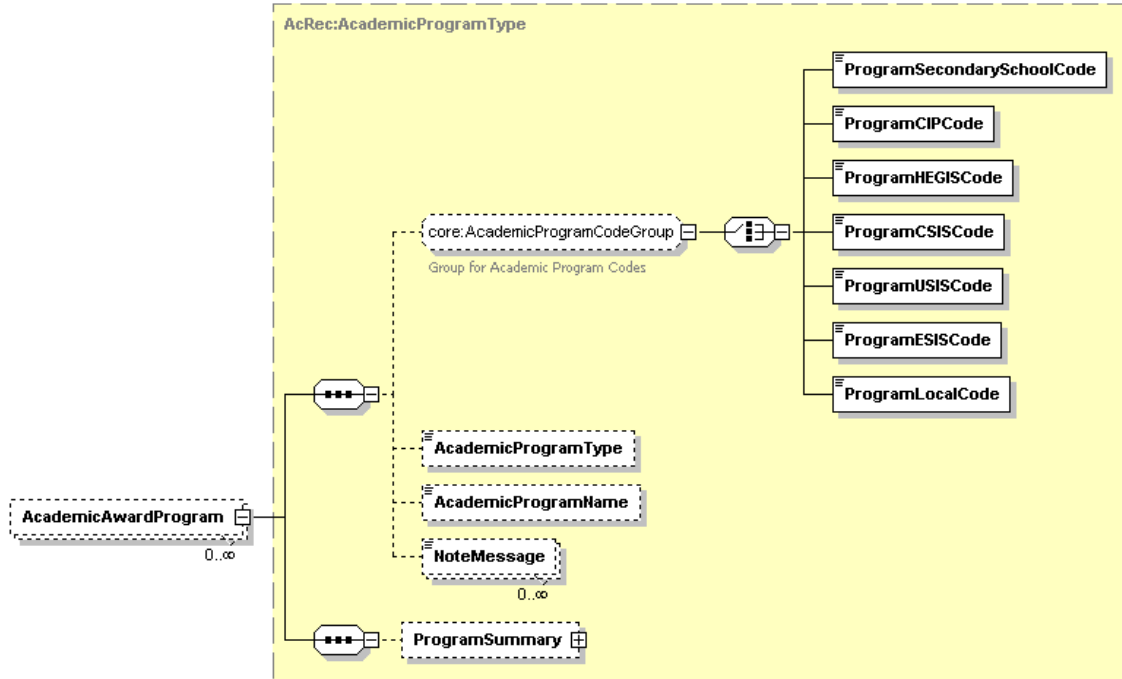 AcRec:AcademicProgramType
ProgramSecondarySchoolCode
ProgramCIPCode
ProgramHEGISCode
core:AcademicProgramCodeGroup
ProgramCSISCode
Group for Academic Program Codes
ProgramUSISCode
ProgramESISCode
ProgramLocalCode
AcademicProgramType
AcademicProgramName
AcademicAwardProgram
0..∞
NoteMessage
0..∞
ProgramSummary